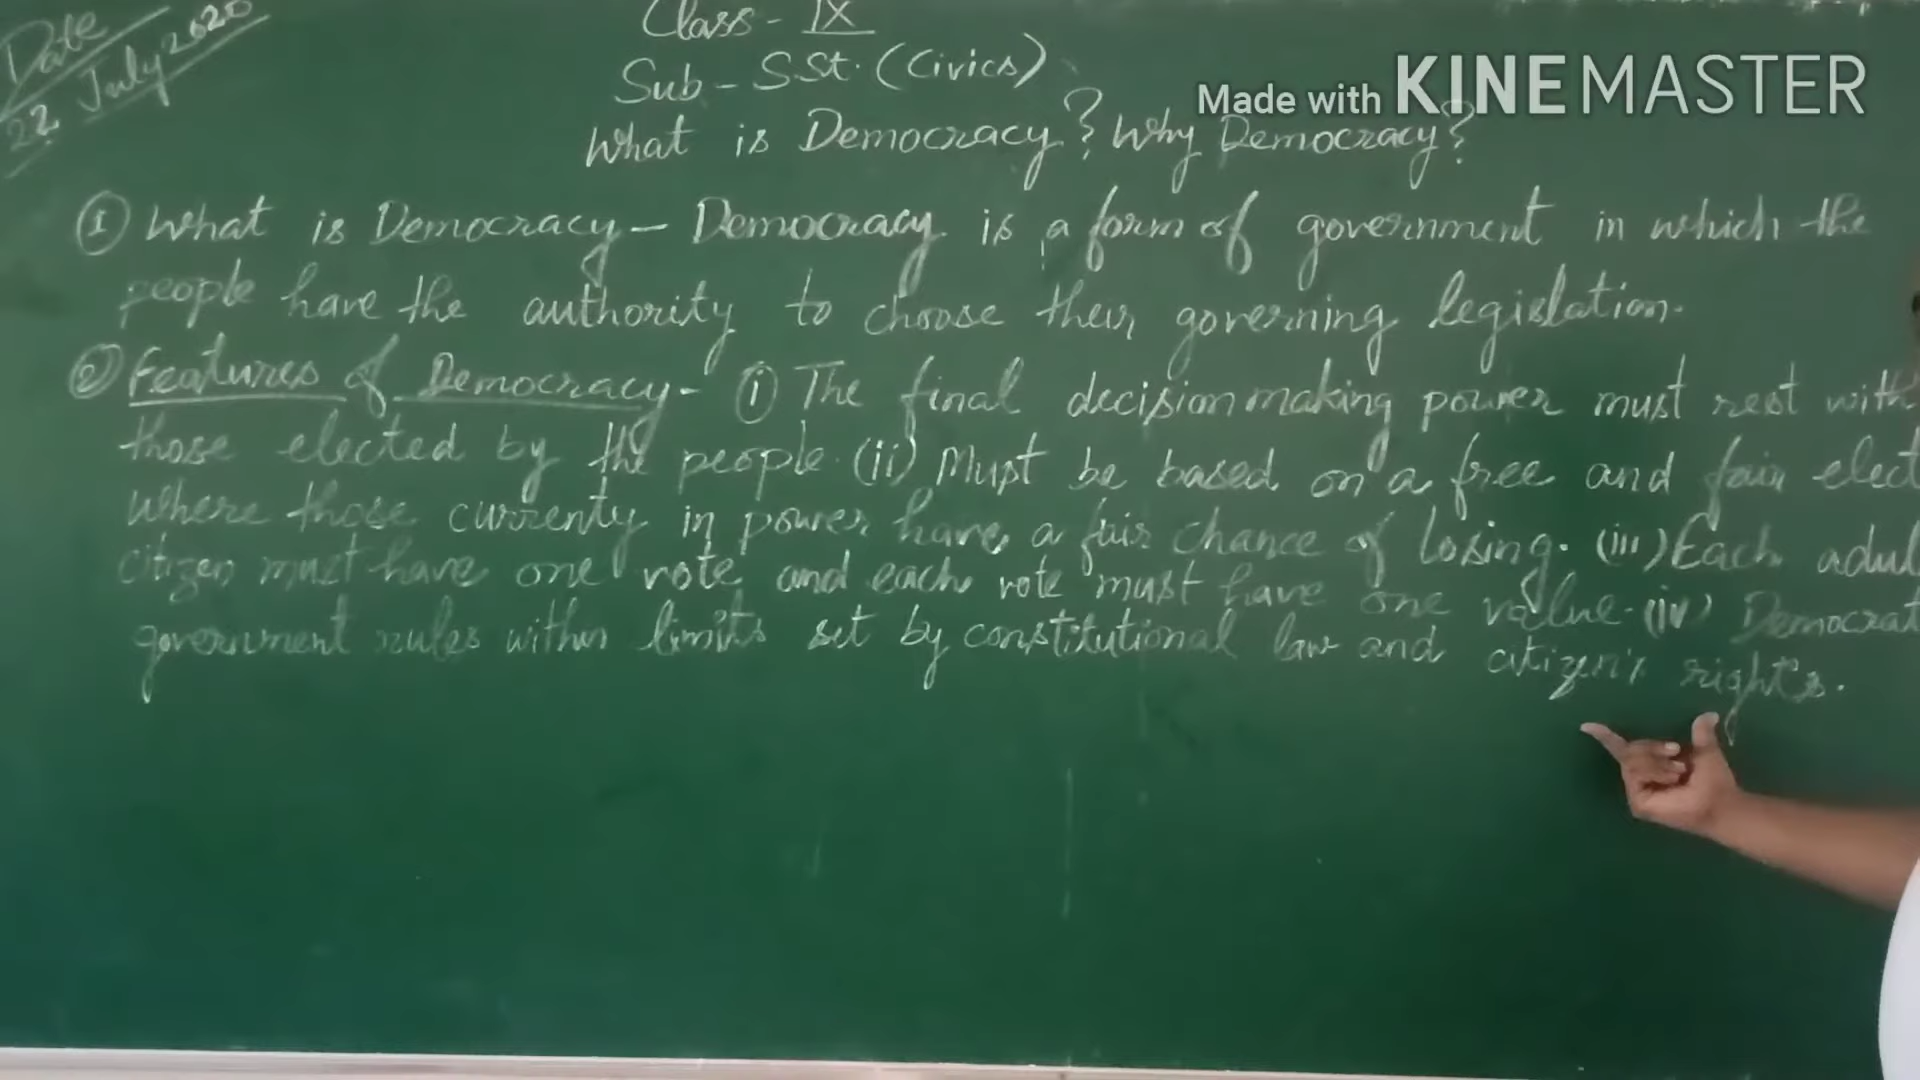 Date
22 July 2020
Class - IX
Sub - SSt. (Civics)
Made with KINEMASTER
What is Democracy? Why Democracy?
① What is Democracy - Democracy is a form of government in which the
people have the authority to choose their governing legislation.
② Features of Democracy - ① The final decision making power must rest with
those elected by the people. (ii) Must be based on a free and fair elect
where those currenty in power have a fair chance of losing. (iii) Each adul
citizen must have one vote and each vote must have one value. (iv) Democrat
government rules within limits set by constitutional law and citizen's rights.